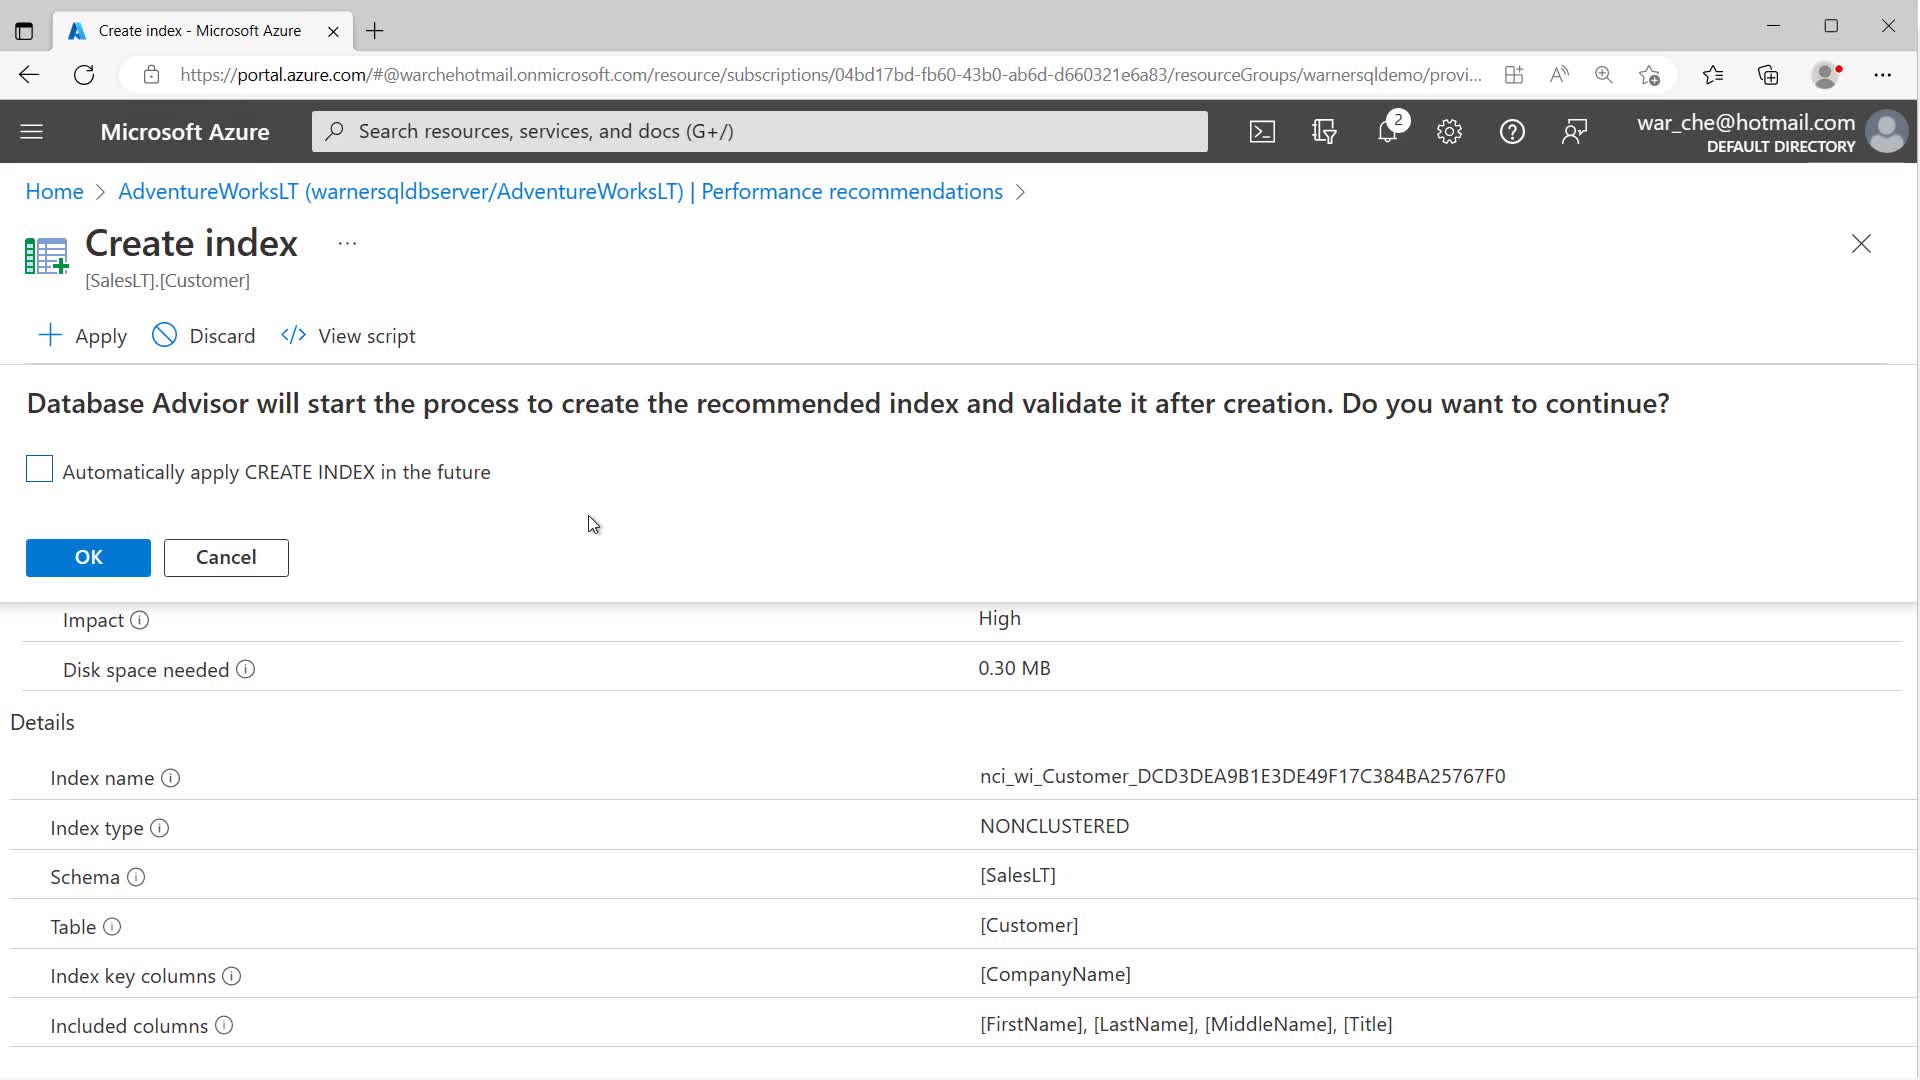 Create index - Microsoft Azure
https://portal.azure.com/#@warchehotmail.onmicrosoft.com/resource/subscriptions/04bd17bd-fb60-43b0-ab6d-d660321e6a83/resourceGroups/warnersqldemo/provi...
Microsoft Azure
Search resources, services, and docs (G+/)
2
war_che@hotmail.com
DEFAULT DIRECTORY
Home > AdventureWorksLT (warnersqldbserver/AdventureWorksLT) | Performance recommendations >
Create index ...
[SalesLT].[Customer]
Apply Discard View script
Database Advisor will start the process to create the recommended index and validate it after creation. Do you want to continue?
Automatically apply CREATE INDEX in the future
OK Cancel
Impact High
Disk space needed 0.30 MB
Details
Index name nci_wi_Customer_DCD3DEA9B1E3DE49F17C384BA25767F0
Index type NONCLUSTERED
Schema [SalesLT]
Table [Customer]
Index key columns [CompanyName]
Included columns [FirstName], [LastName], [MiddleName], [Title]